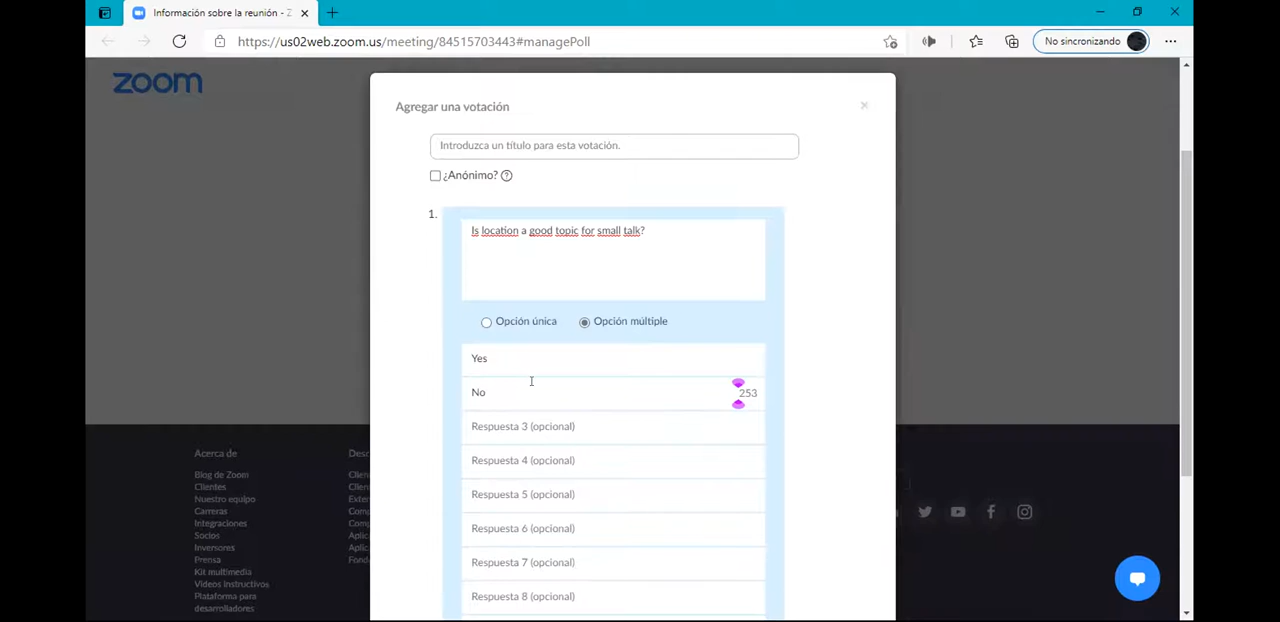 Información sobre la reunión - Z
https://us02web.zoom.us/meeting/84515703443#managePoll
No sincronizando
zoom
Agregar una votación
Introduzca un título para esta votación.
¿Anónimo?
1.
Is location a good topic for small talk?
Opción única
Opción múltiple
Yes
No
253
Respuesta 3 (opcional)
Respuesta 4 (opcional)
Respuesta 5 (opcional)
Respuesta 6 (opcional)
Respuesta 7 (opcional)
Respuesta 8 (opcional)
Acerca de
Blog de Zoom
Clientes
Nuestro equipo
Carreras
Integraciones
Socios
Inversores
Prensa
Kit multimedia
Videos instructivos
Plataforma para
desarrolladores